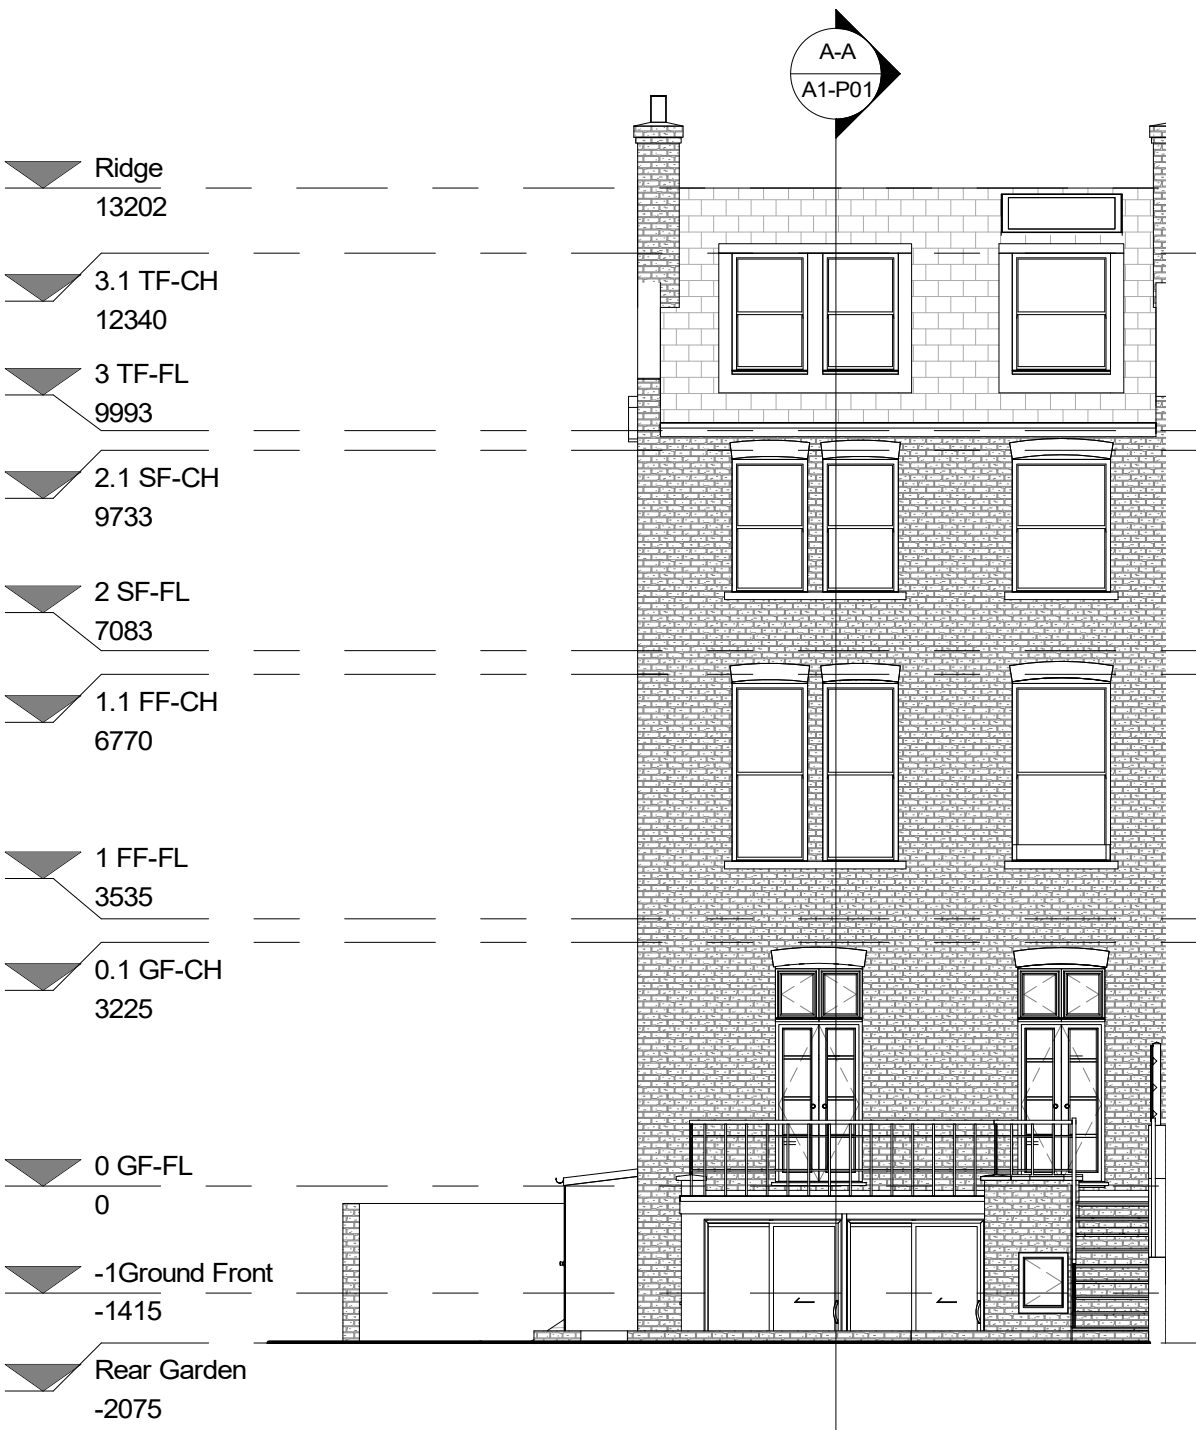 A-A
A1-P01
Ridge
13202
3.1 TF-CH
12340
3 TF-FL
9993
2.1 SF-CH
9733
2 SF-FL
7083
1.1 FF-CH
6770
1 FF-FL
3535
0.1 GF-CH
3225
0 GF-FL
0
-1Ground Front
-1415
Rear Garden
-2075